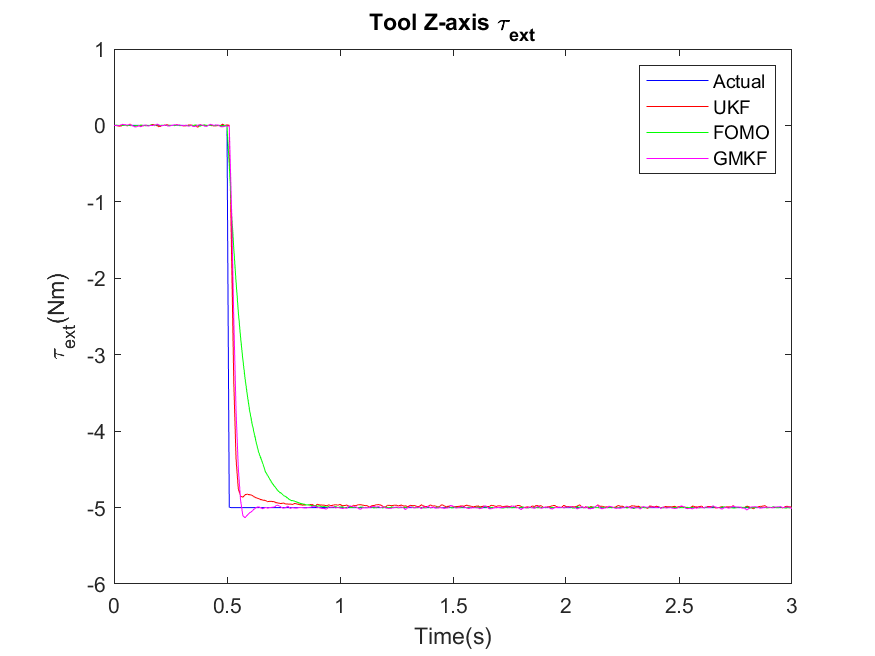 Tool Z-axis τext
1
0
-1
-2
-3
-4
-5
-6
τext(Nm)
Actual
UKF
FOMO
GMKF
0 0.5 1 1.5 2 2.5 3
Time(s)